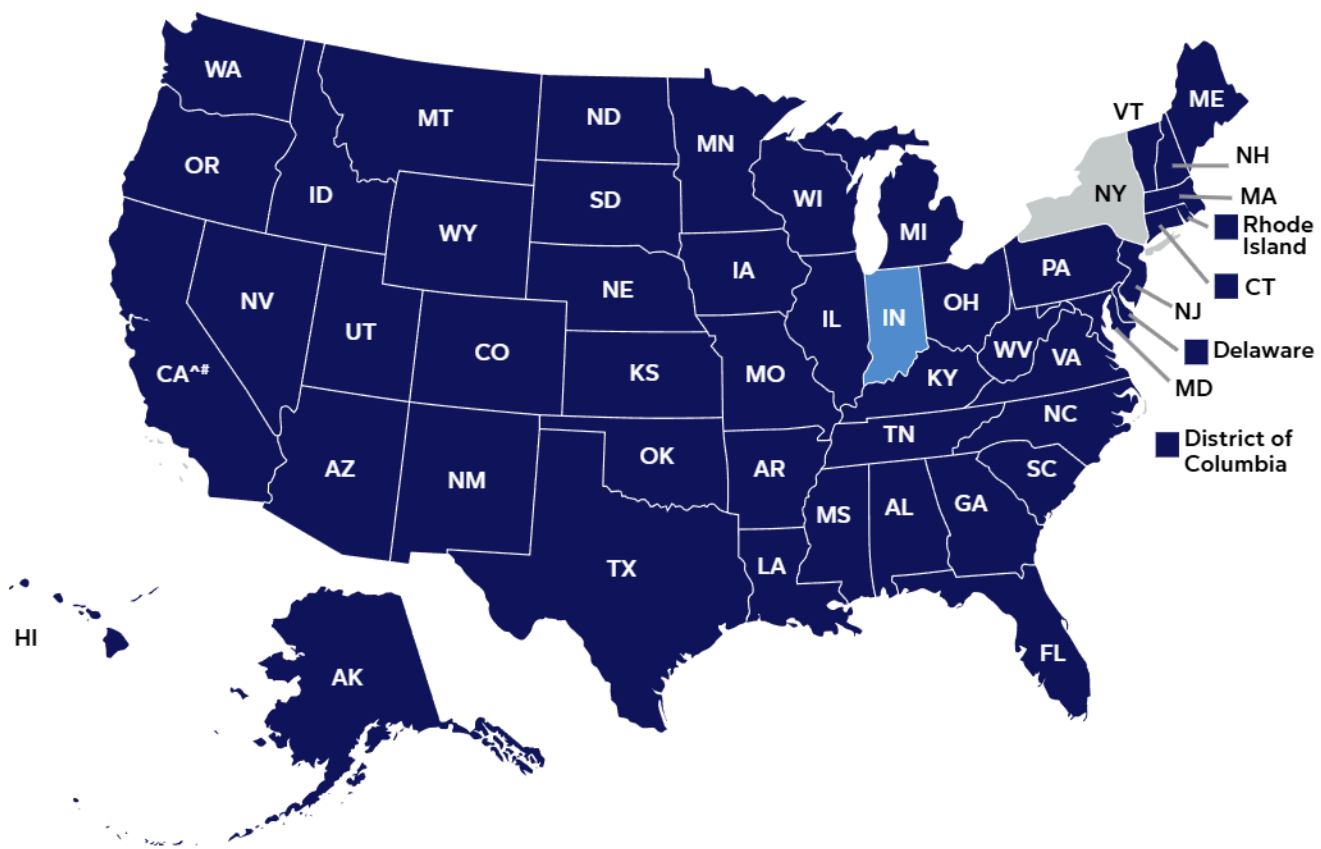 WA
MT
ND
MN
ME
VT
OR
ID
SD
WI
NH
NY
MA
WY
MI
Rhode
Island
NV
NE
IA
PA
CT
UT
CO
IL
IN
OH
NJ
CA^#
KS
MO
KY
WV
VA
Delaware
MD
AZ
NM
OK
AR
TN
NC
District of
Columbia
SC
MS
AL
GA
TX
LA
HI
AK
FL